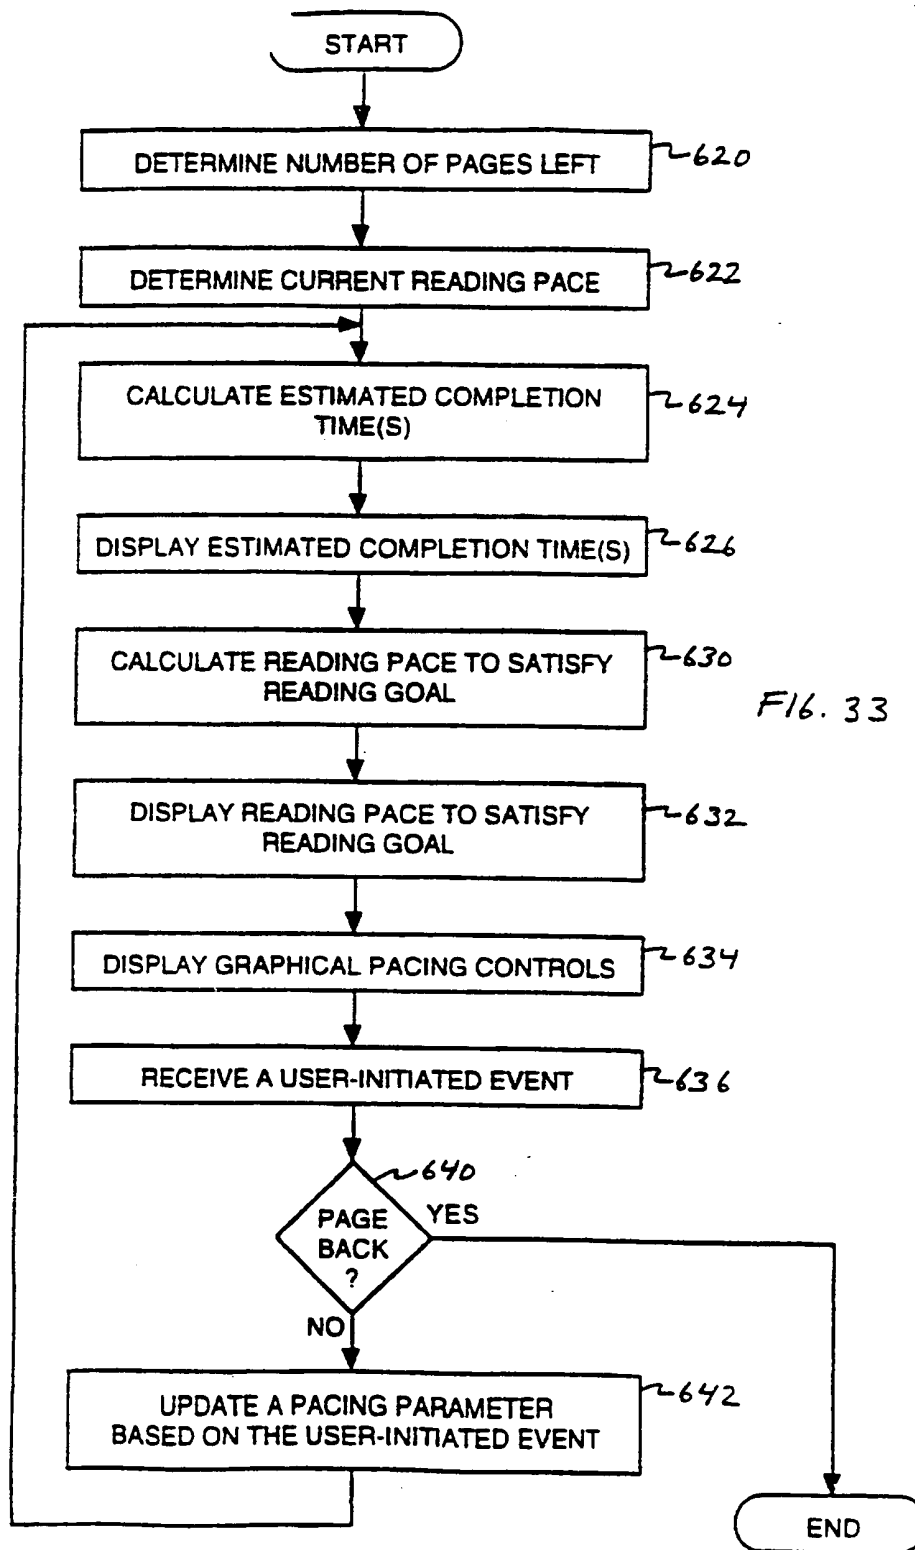 START
DETERMINE NUMBER OF PAGES LEFT
620
DETERMINE CURRENT READING PACE
622
CALCULATE ESTIMATED COMPLETION
TIME(S)
624
DISPLAY ESTIMATED COMPLETION TIME(S)
626
CALCULATE READING PACE TO SATISFY
READING GOAL
630
FIG. 33
DISPLAY READING PACE TO SATISFY
READING GOAL
632
DISPLAY GRAPHICAL PACING CONTROLS
634
RECEIVE A USER-INITIATED EVENT
636
640
PAGE
BACK
?
YES
NO
UPDATE A PACING PARAMETER
BASED ON THE USER-INITIATED EVENT
642
END